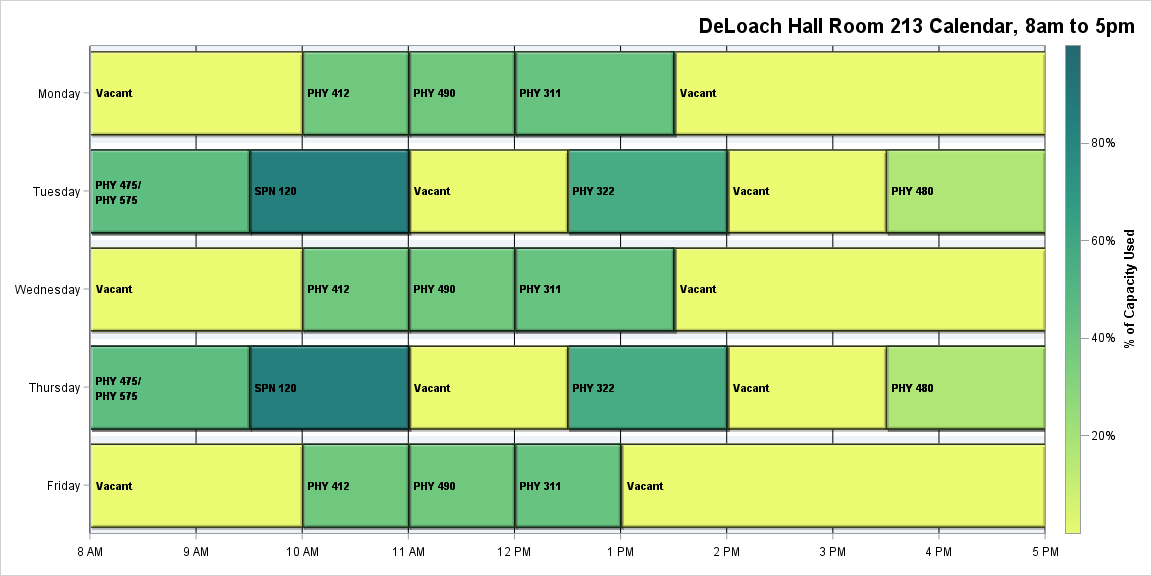 DeLoach Hall Room 213 Calendar, 8am to 5pm
Monday
Vacant
PHY 412
PHY 490
PHY 311
Vacant
Tuesday
PHY 475/
PHY 575
SPN 120
Vacant
PHY 322
Vacant
PHY 480
Wednesday
Vacant
PHY 412
PHY 490
PHY 311
Vacant
Thursday
PHY 475/
PHY 575
SPN 120
Vacant
PHY 322
Vacant
PHY 480
Friday
Vacant
PHY 412
PHY 490
PHY 311
Vacant
8 AM
9 AM
10 AM
11 AM
12 PM
1 PM
2 PM
3 PM
4 PM
5 PM
80%
60%
40%
20%
% of Capacity Used